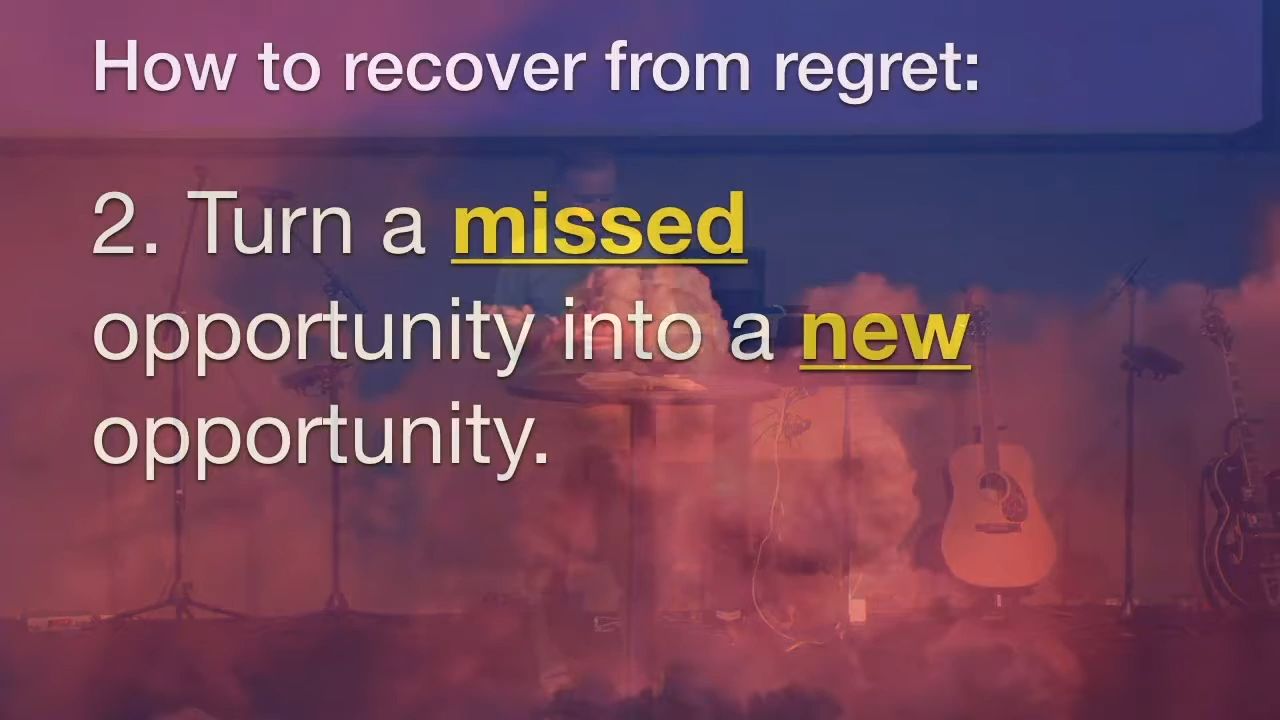 How to recover from regret:
2. Turn a missed
opportunity into a new
opportunity.